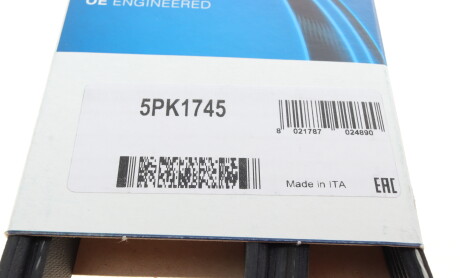 OE ENGINEERED
5PK1745
8 021787 024890
Made in ITA
EAC